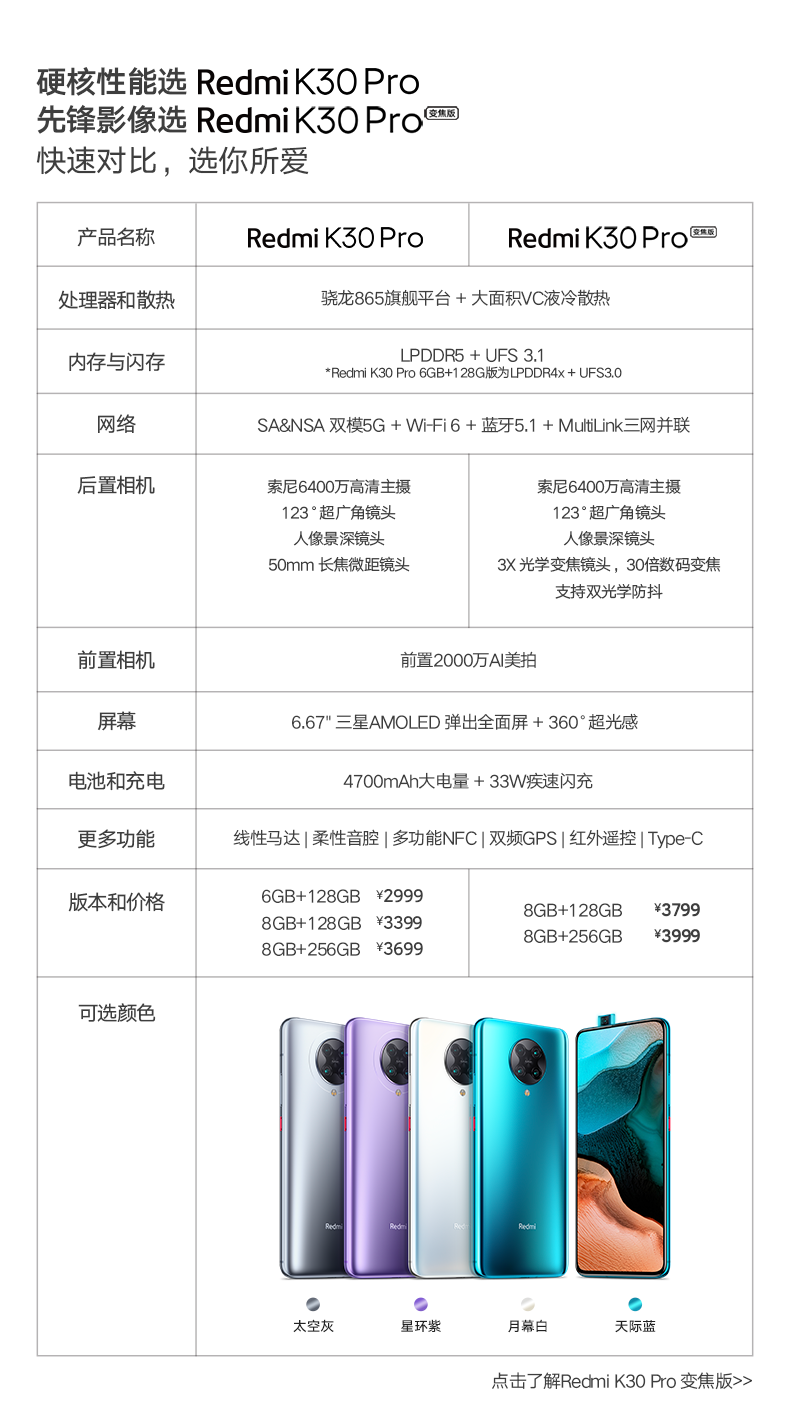 硬核性能选 Redmi K30 Pro
先锋影像选 Redmi K30 Pro 变焦版
快速对比，选你所爱
产品名称 Redmi K30 Pro Redmi K30 Pro 变焦版
处理器和散热 骁龙865旗舰平台 + 大面积VC液冷散热
内存与闪存 LPDDR5 + UFS 3.1
*Redmi K30 Pro 6GB+128G版为LPDDR4x + UFS3.0
网络 SA&NSA 双模5G + Wi-Fi 6 + 蓝牙5.1 + MultiLink三网并联
后置相机 索尼6400万高清主摄 索尼6400万高清主摄
123°超广角镜头 123°超广角镜头
人像景深镜头 人像景深镜头
50mm 长焦微距镜头 3X 光学变焦镜头，30倍数码变焦
支持双光学防抖
前置相机 前置2000万AI美拍
屏幕 6.67" 三星AMOLED 弹出全面屏 + 360°超光感
电池和充电 4700mAh大电量 + 33W疾速闪充
更多功能 线性马达 | 柔性音腔 | 多功能NFC | 双频GPS | 红外遥控 | Type-C
版本和价格 6GB+128GB ¥2999
8GB+128GB ¥3399
8GB+256GB ¥3699
8GB+128GB ¥3799
8GB+256GB ¥3999
可选颜色
Redmi Redmi Red Redmi
太空灰 星环紫 月幕白 天际蓝
点击了解Redmi K30 Pro 变焦版>>